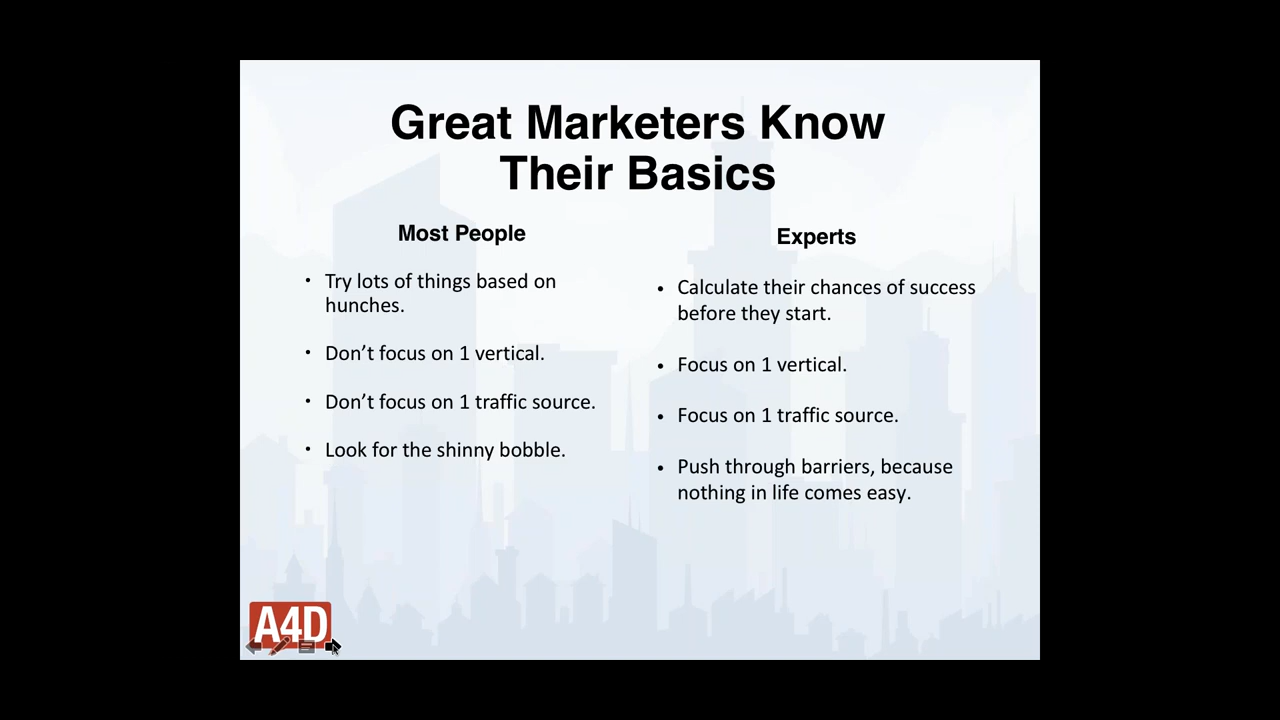 Great Marketers Know
Their Basics
Most People
• Try lots of things based on
hunches.
• Don’t focus on 1 vertical.
• Don’t focus on 1 traffic source.
• Look for the shinny bobble.
Experts
• Calculate their chances of success
before they start.
• Focus on 1 vertical.
• Focus on 1 traffic source.
• Push through barriers, because
nothing in life comes easy.
A4D